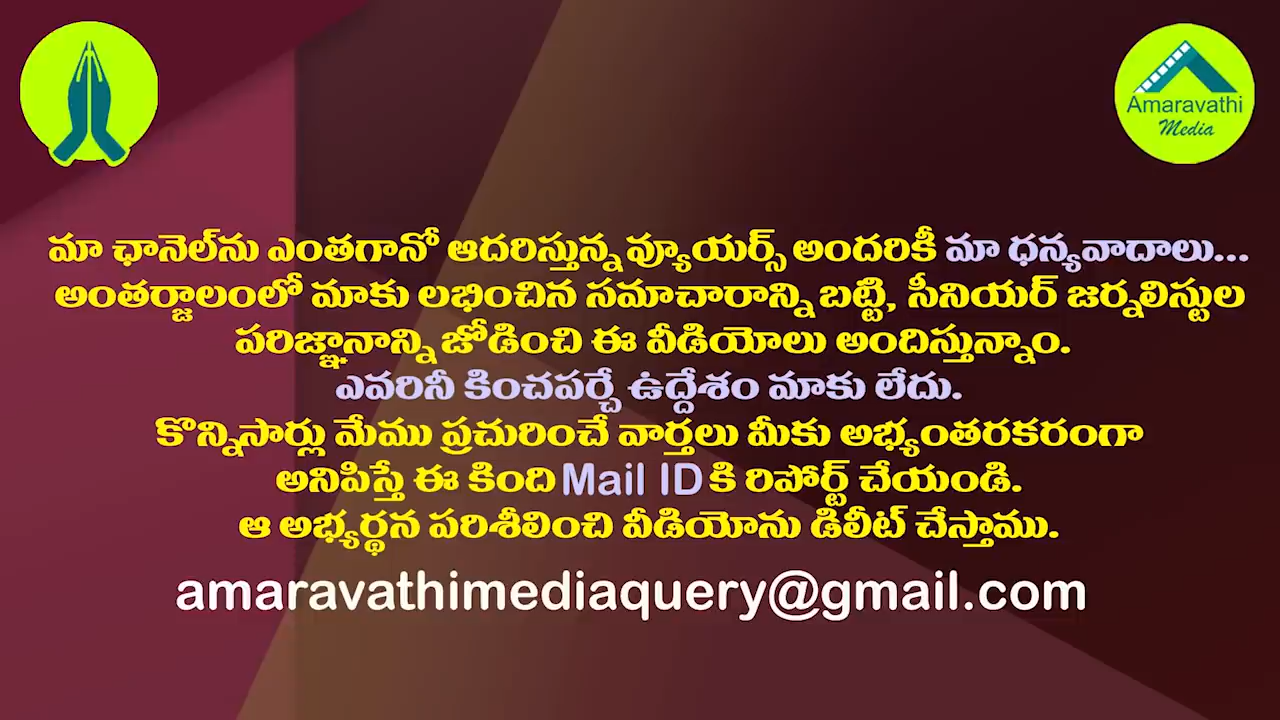 Amaravathi
Media
మా ఛానెల్‌ను ఎంతగానో ఆదరిస్తున్న వ్యూయర్స్ అందరికీ మా ధన్యవాదాలు...
అంతర్జాలంలో మాకు లభించిన సమాచారాన్ని బట్టి, సీనియర్ జర్నలిస్టుల
పరిజ్ఞానాన్ని జోడించి ఈ వీడియోలు అందిస్తున్నాం.
ఎవరినీ కించపర్చే ఉద్దేశం మాకు లేదు.
కొన్నిసార్లు మేము ప్రచురించే వార్తలు మీకు అభ్యంతరకరంగా
అనిపిస్తే ఈ కింది Mail ID కి రిపోర్ట్ చేయండి.
ఆ అభ్యర్థన పరిశీలించి వీడియోను డిలీట్ చేస్తాము.
amaravathimediaquery@gmail.com